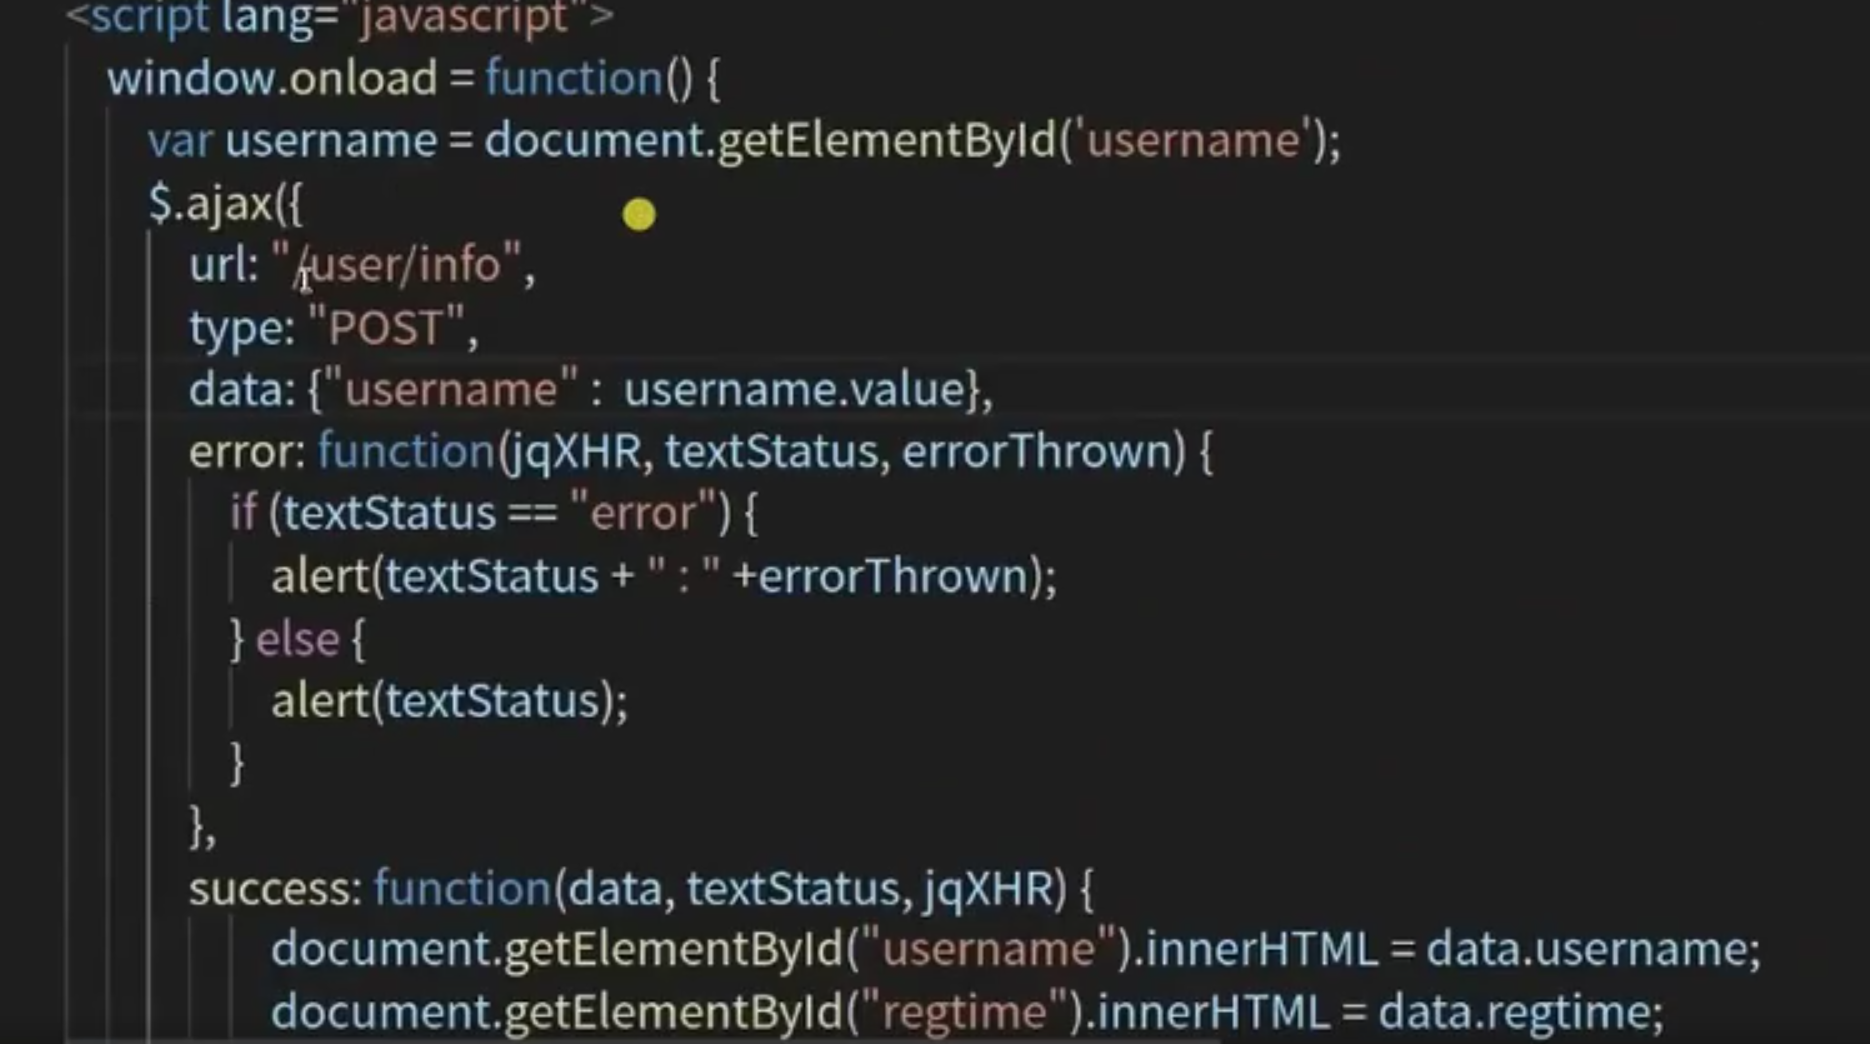 <script lang="javascript">
window.onload = function() {
var username = document.getElementById('username');
$.ajax({
url: "/user/info",
type: "POST",
data: {"username" :  username.value},
error: function(jqXHR, textStatus, errorThrown) {
if (textStatus == "error") {
alert(textStatus + " : " +errorThrown);
} else {
alert(textStatus);
}
},
success: function(data, textStatus, jqXHR) {
document.getElementById("username").innerHTML = data.username;
document.getElementById("regtime").innerHTML = data.regtime;